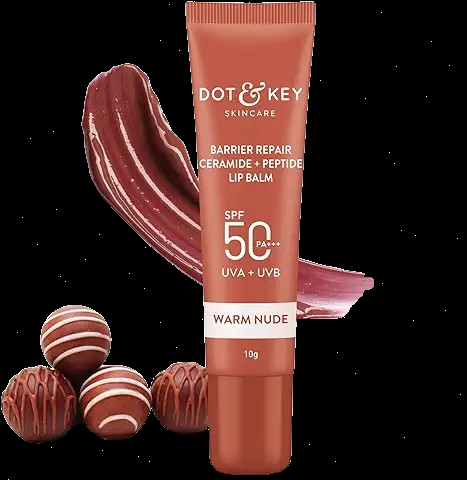 DOT & KEY
SKINCARE
BARRIER REPAIR
CERAMIDE + PEPTIDE
LIP BALM
SPF
50 PA+++
UVA + UVB
WARM NUDE
10g